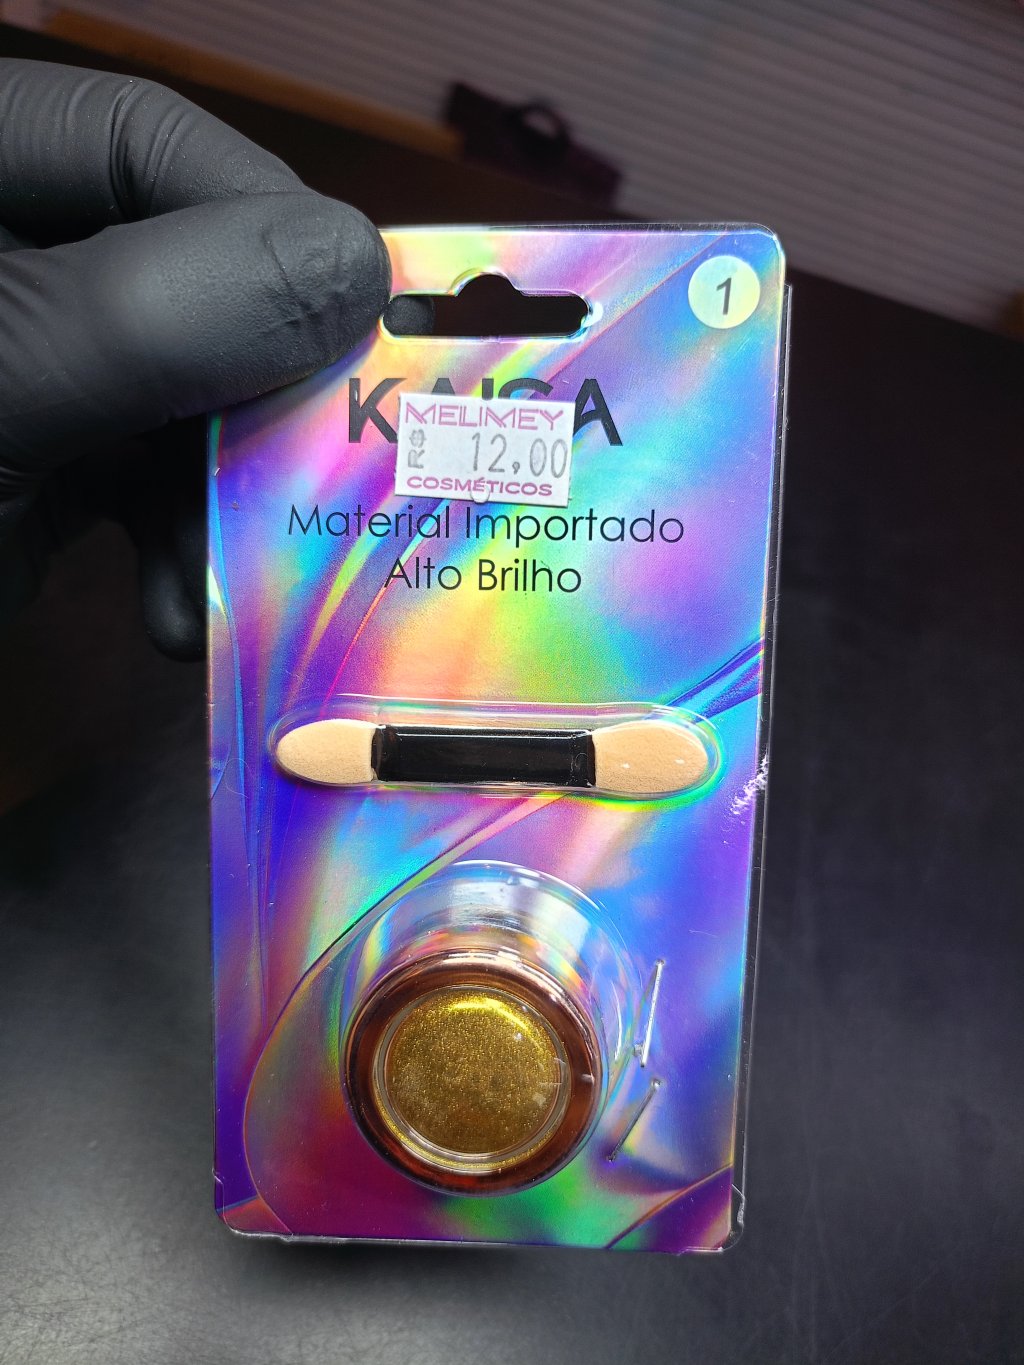 1
MELIMEY
R$ 12,00
COSMÉTICOS
Material Importado
Alto Brilho